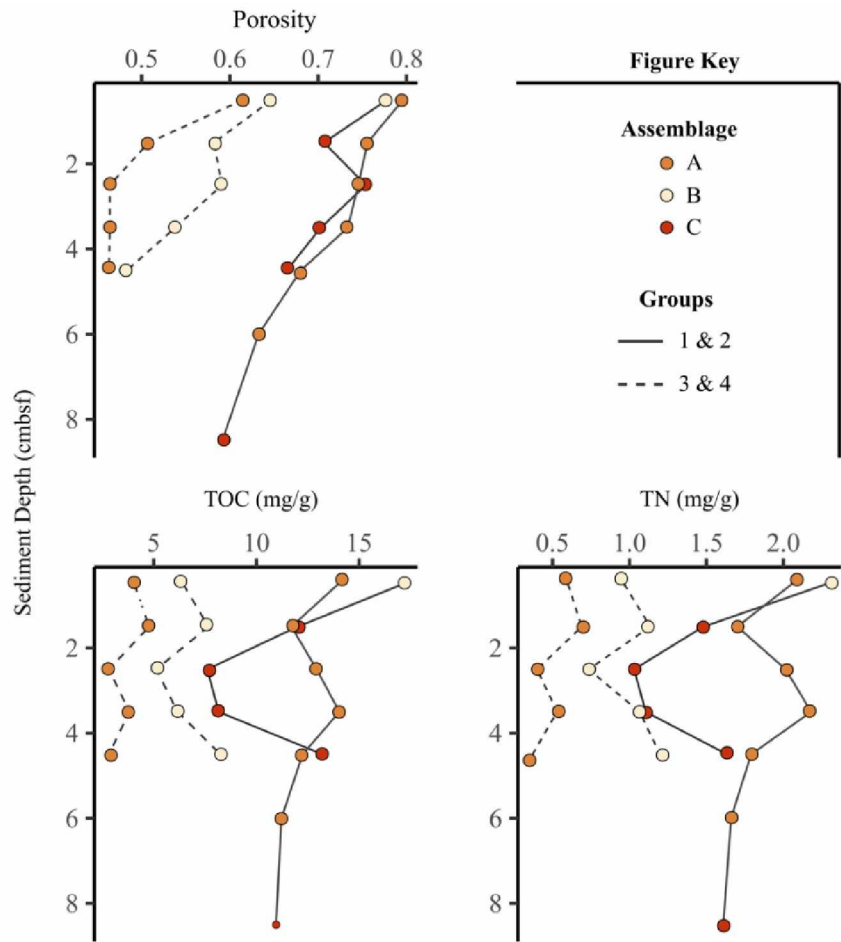 Porosity
0.5 0.6 0.7 0.8
2
4
6
8
Figure Key
Assemblage
A
B
C
Groups
1 & 2
3 & 4
Sediment Depth (cmbsf)
TOC (mg/g)
5 10 15
2
4
6
8
TN (mg/g)
0.5 1.0 1.5 2.0
2
4
6
8